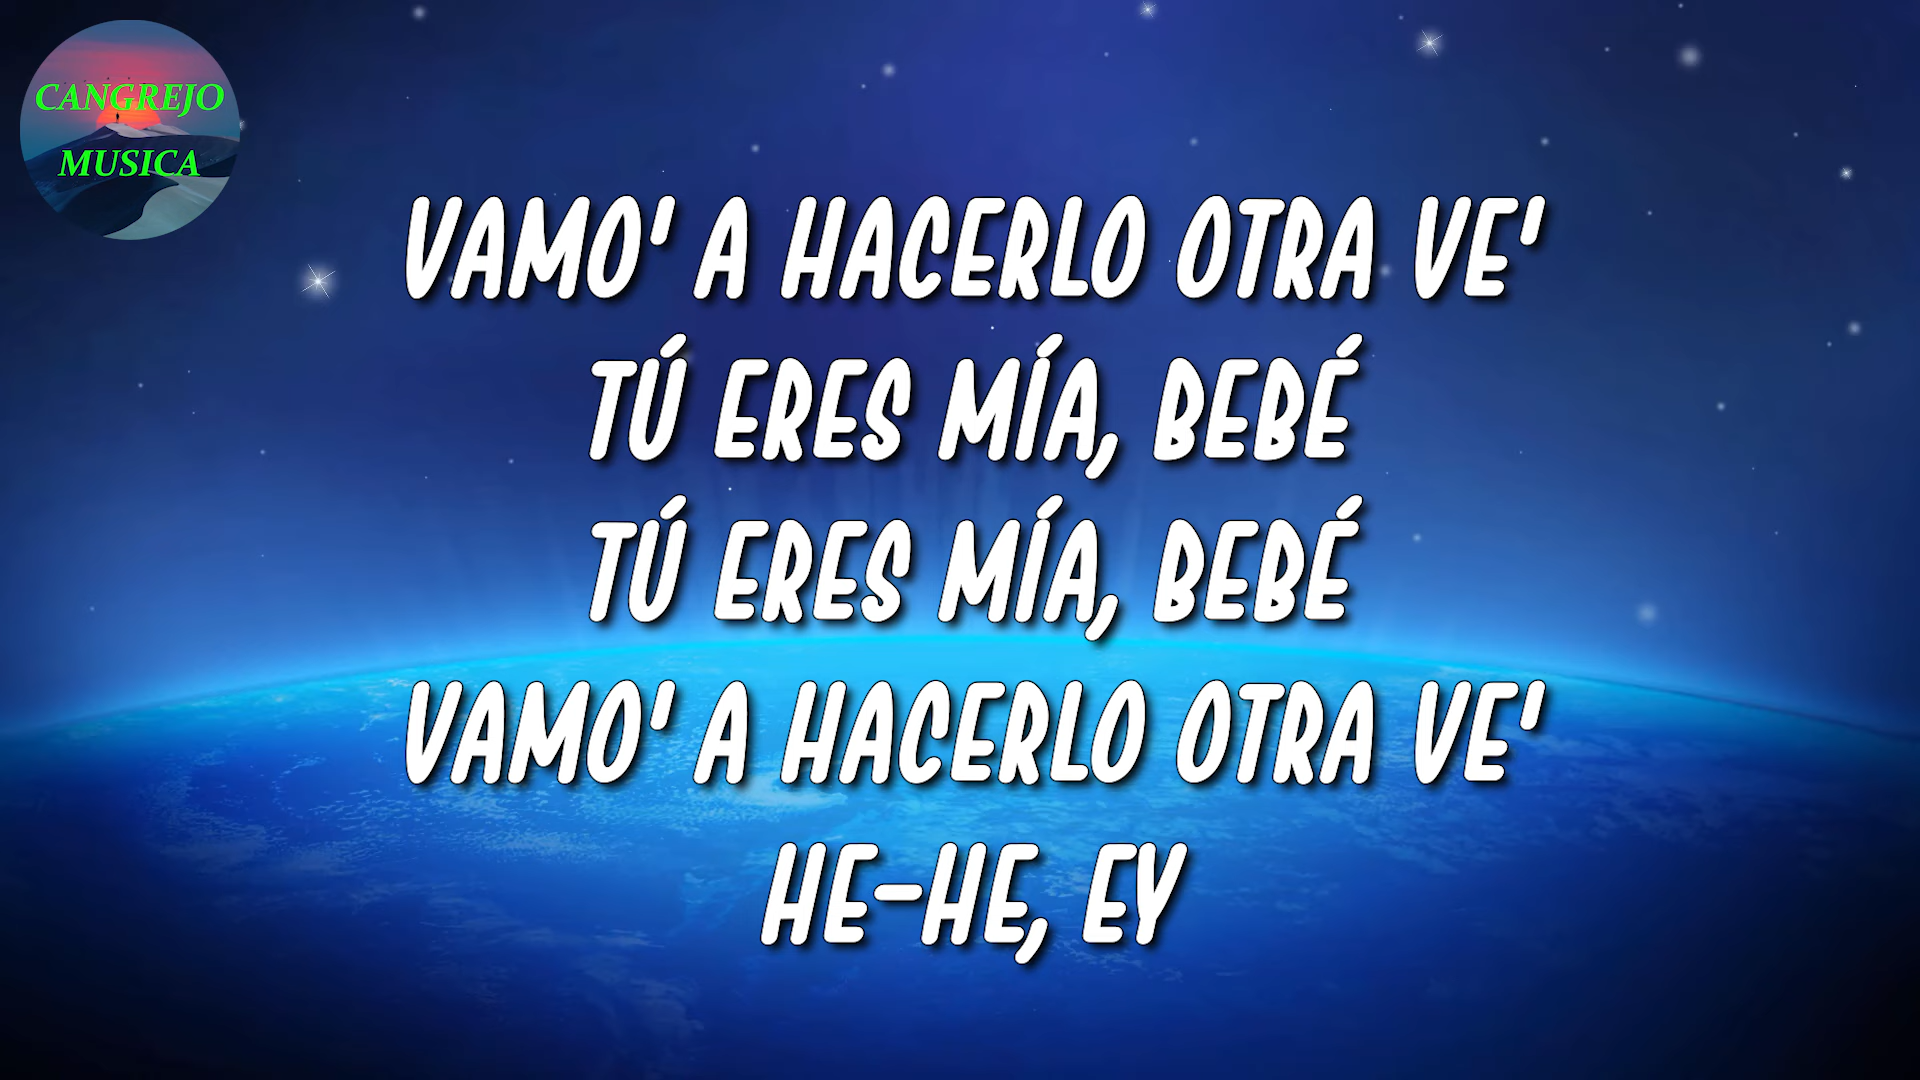 CANGREJO
MUSICA
VAMO' A HACERLO OTRA VE'
TÚ ERES MÍA, BEBÉ
TÚ ERES MÍA, BEBÉ
VAMO' A HACERLO OTRA VE'
HE-HE, EY